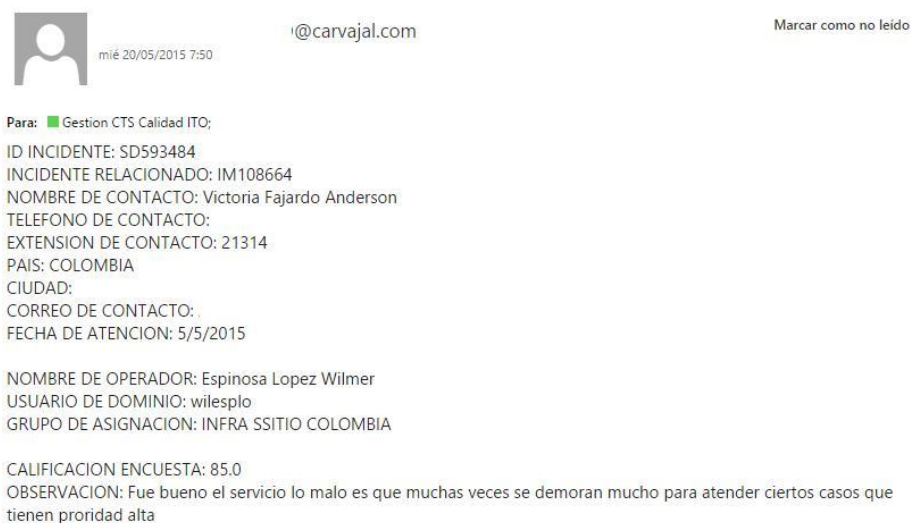 @carvajal.com
Marcar como no leído
mié 20/05/2015 7:50
Para: Gestion CTS Calidad ITO;
ID INCIDENTE: SD593484
INCIDENTE RELACIONADO: IM108664
NOMBRE DE CONTACTO: Victoria Fajardo Anderson
TELEFONO DE CONTACTO:
EXTENSION DE CONTACTO: 21314
PAIS: COLOMBIA
CIUDAD:
CORREO DE CONTACTO:
FECHA DE ATENCION: 5/5/2015
NOMBRE DE OPERADOR: Espinosa Lopez Wilmer
USUARIO DE DOMINIO: wilesplo
GRUPO DE ASIGNACION: INFRA SSITIO COLOMBIA
CALIFICACION ENCUESTA: 85.0
OBSERVACION: Fue bueno el servicio lo malo es que muchas veces se demoran mucho para atender ciertos casos que
tienen proridad alta